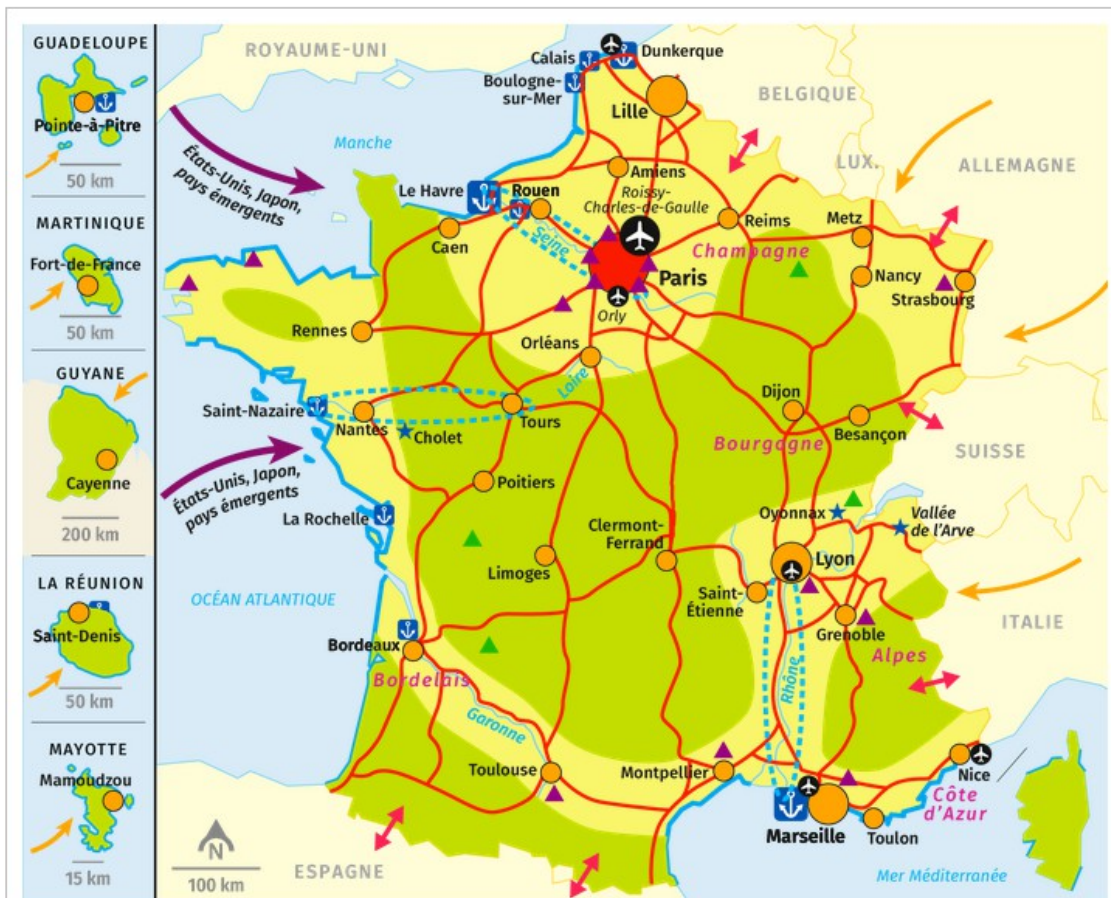 GUADELOUPE
Pointe-à-Pitre
50 km
MARTINIQUE
Fort-de-France
50 km
GUYANE
Cayenne
200 km
LA RÉUNION
Saint-Denis
50 km
MAYOTTE
Mamoudzou
15 km
ROYAUME-UNI
Calais
Dunkerque
Boulogne-
sur-Mer
Lille
BELGIQUE
Manche
États-Unis, Japon,
pays émergents
LUX.
ALLEMAGNE
Amiens
Le Havre
Rouen
Roissy-
Charles-de-Gaulle
Reims
Metz
Caen
Seine
Champagne
Paris
Nancy
Strasbourg
Orly
Rennes
Orléans
Loire
Dijon
Saint-Nazaire
Nantes
Cholet
Tours
Besançon
Bourgogne
SUISSE
États-Unis, Japon,
pays émergents
Poitiers
La Rochelle
Clermont-
Ferrand
Oyonnax
Vallée
de l'Arve
Limoges
Lyon
OCÉAN ATLANTIQUE
Saint-
Étienne
ITALIE
Grenoble
Bordeaux
Alpes
Bordelais
Rhône
Garonne
Toulouse
Montpellier
Nice
Côte
d'Azur
Marseille
Toulon
N
100 km
ESPAGNE
Mer Méditerranée